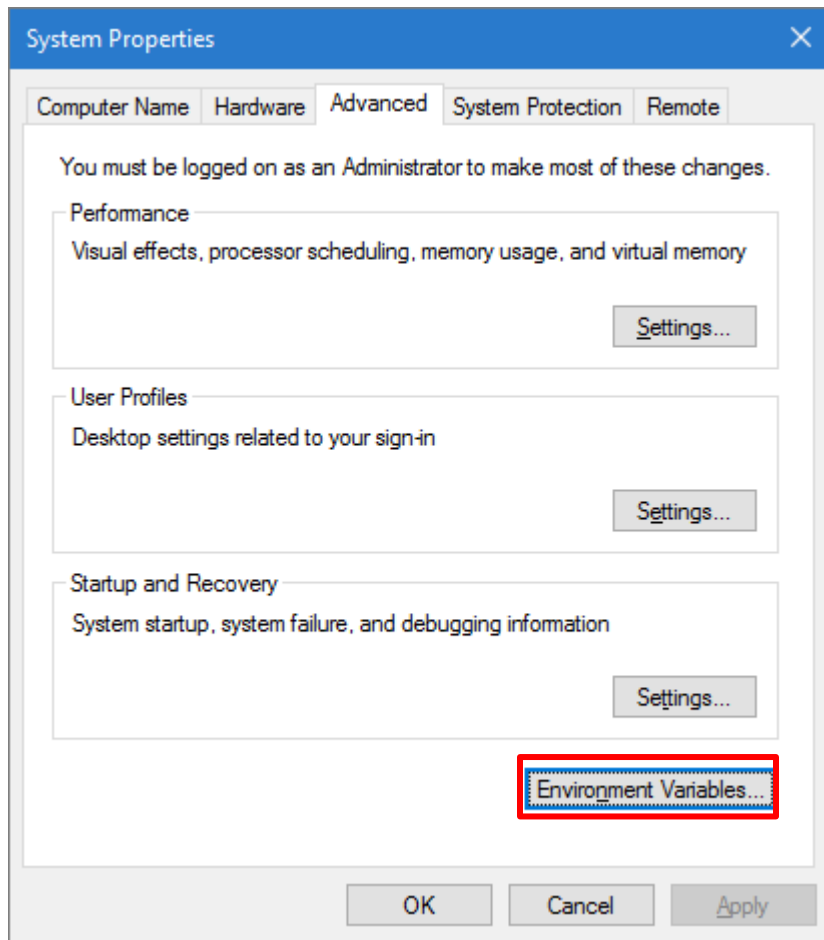 System Properties
Computer Name Hardware Advanced System Protection Remote
You must be logged on as an Administrator to make most of these changes.
Performance
Visual effects, processor scheduling, memory usage, and virtual memory
Settings...
User Profiles
Desktop settings related to your sign-in
Settings...
Startup and Recovery
System startup, system failure, and debugging information
Settings...
Environment Variables...
OK Cancel Apply